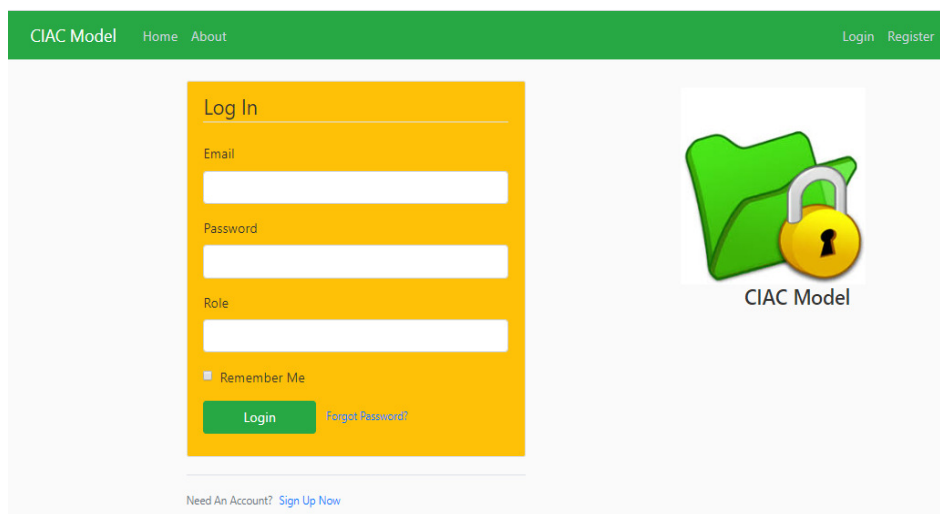 CIAC Model Home About Login Register
Log In
Email
Password
Role
Remember Me
Login Forgot Password?
Need An Account? Sign Up Now
CIAC Model